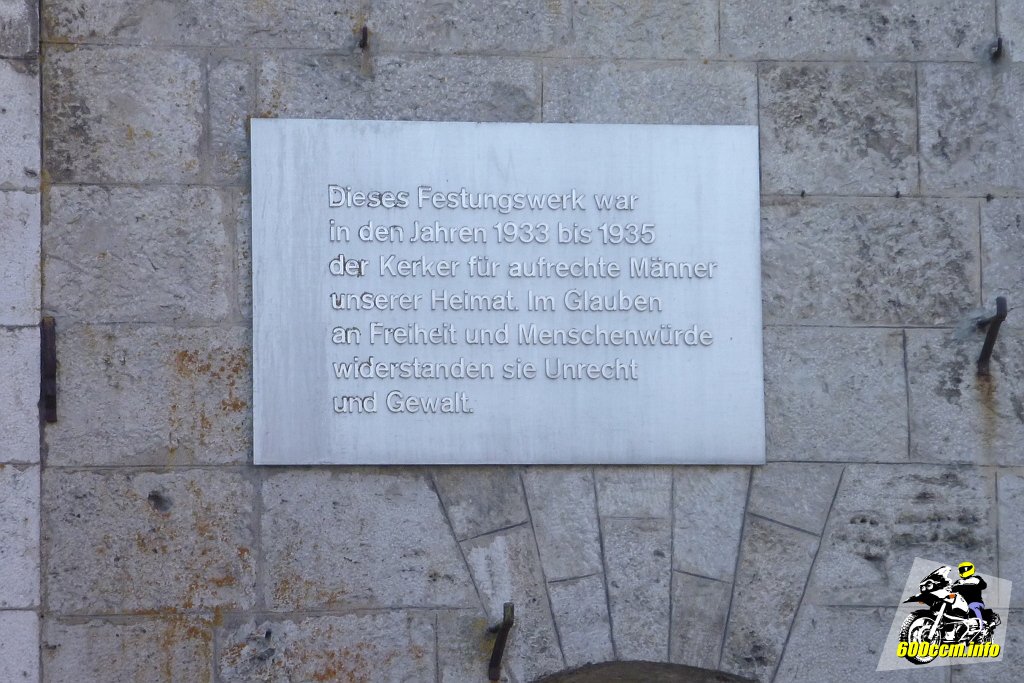 Dieses Festungswerk war
in den Jahren 1933 bis 1935
der Kerker für aufrechte Männer
unserer Heimat. Im Glauben
an Freiheit und Menschenwürde
widerstanden sie Unrecht
und Gewalt.
600ccm.info